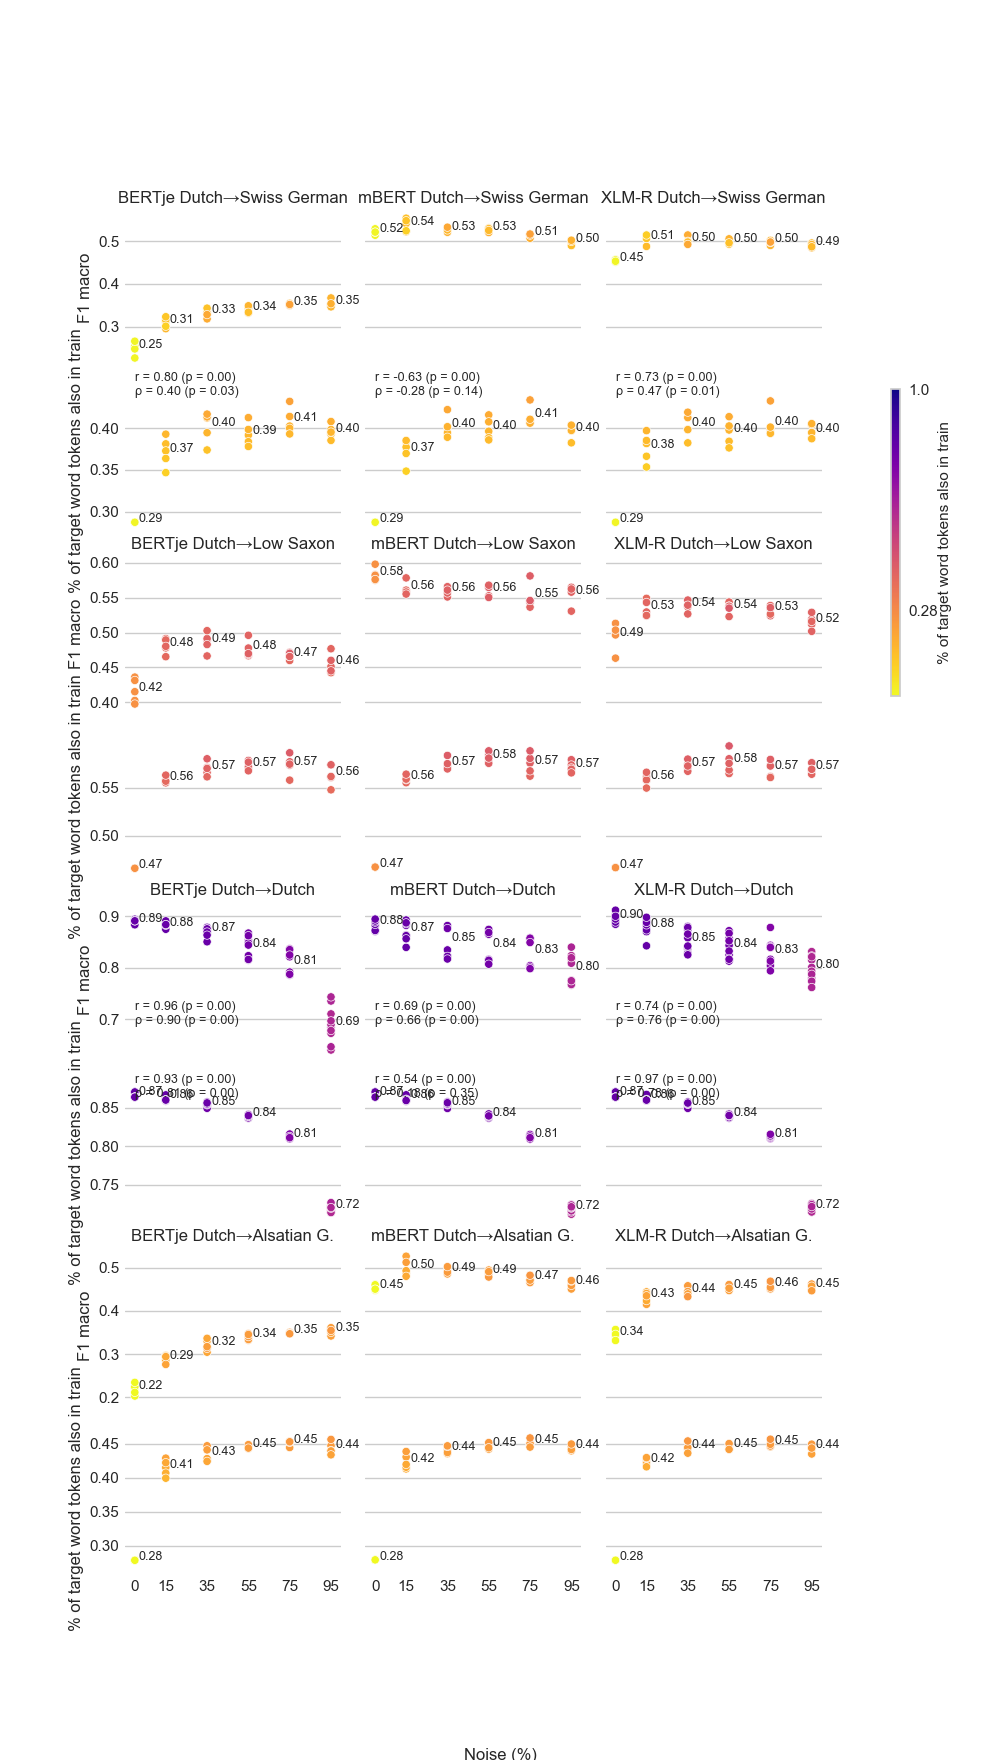 BERTje Dutch→Swiss German mBERT Dutch→Swiss German XLM-R Dutch→Swiss German
F1 macro
0.5
0.4
0.3
0.25 0.31 0.33 0.34 0.35 0.35
0.52 0.54 0.53 0.53 0.51 0.50
0.45 0.51 0.50 0.50 0.50 0.49
r = 0.80 (p = 0.00)
ρ = 0.40 (p = 0.03)
r = -0.63 (p = 0.00)
ρ = -0.28 (p = 0.14)
r = 0.73 (p = 0.00)
ρ = 0.47 (p = 0.01)
% of target word tokens also in train
0.40
0.35
0.30
0.29 0.37 0.40 0.39 0.41 0.40
0.29 0.37 0.40 0.40 0.41 0.40
0.29 0.38 0.40 0.40 0.40 0.40
BERTje Dutch→Low Saxon mBERT Dutch→Low Saxon XLM-R Dutch→Low Saxon
F1 macro
0.60
0.55
0.50
0.45
0.40
0.42 0.48 0.49 0.48 0.47 0.46
0.58 0.56 0.56 0.56 0.55 0.56
0.49 0.53 0.54 0.54 0.53 0.52
% of target word tokens also in train
0.55
0.50
0.47 0.56 0.57 0.57 0.57 0.56
0.47 0.56 0.57 0.58 0.57 0.57
0.47 0.56 0.57 0.58 0.57 0.57
BERTje Dutch→Dutch mBERT Dutch→Dutch XLM-R Dutch→Dutch
F1 macro
0.9
0.8
0.7
0.89 0.88 0.87 0.84 0.81 0.69
0.88 0.87 0.85 0.84 0.83 0.80
0.90 0.88 0.85 0.84 0.83 0.80
r = 0.96 (p = 0.00)
ρ = 0.90 (p = 0.00)
r = 0.69 (p = 0.00)
ρ = 0.66 (p = 0.00)
r = 0.74 (p = 0.00)
ρ = 0.76 (p = 0.00)
r = 0.93 (p = 0.00)
r = 0.54 (p = 0.00)
r = 0.97 (p = 0.00)
% of target word tokens also in train
0.85
0.80
0.75
0.87 0.86 0.85 0.84 0.81 0.72
0.87 0.86 0.85 0.84 0.81 0.72
0.87 0.86 0.85 0.84 0.81 0.72
BERTje Dutch→Alsatian G. mBERT Dutch→Alsatian G. XLM-R Dutch→Alsatian G.
F1 macro
0.5
0.4
0.3
0.2
0.22 0.29 0.32 0.34 0.35 0.35
0.45 0.50 0.49 0.49 0.47 0.46
0.34 0.43 0.44 0.45 0.46 0.45
% of target word tokens also in train
0.45
0.40
0.35
0.30
0.28 0.41 0.43 0.45 0.45 0.44
0.28 0.42 0.44 0.45 0.45 0.44
0.28 0.42 0.44 0.45 0.45 0.44
0 15 35 55 75 95 0 15 35 55 75 95 0 15 35 55 75 95
Noise (%)
1.0
0.28
% of target word tokens also in train